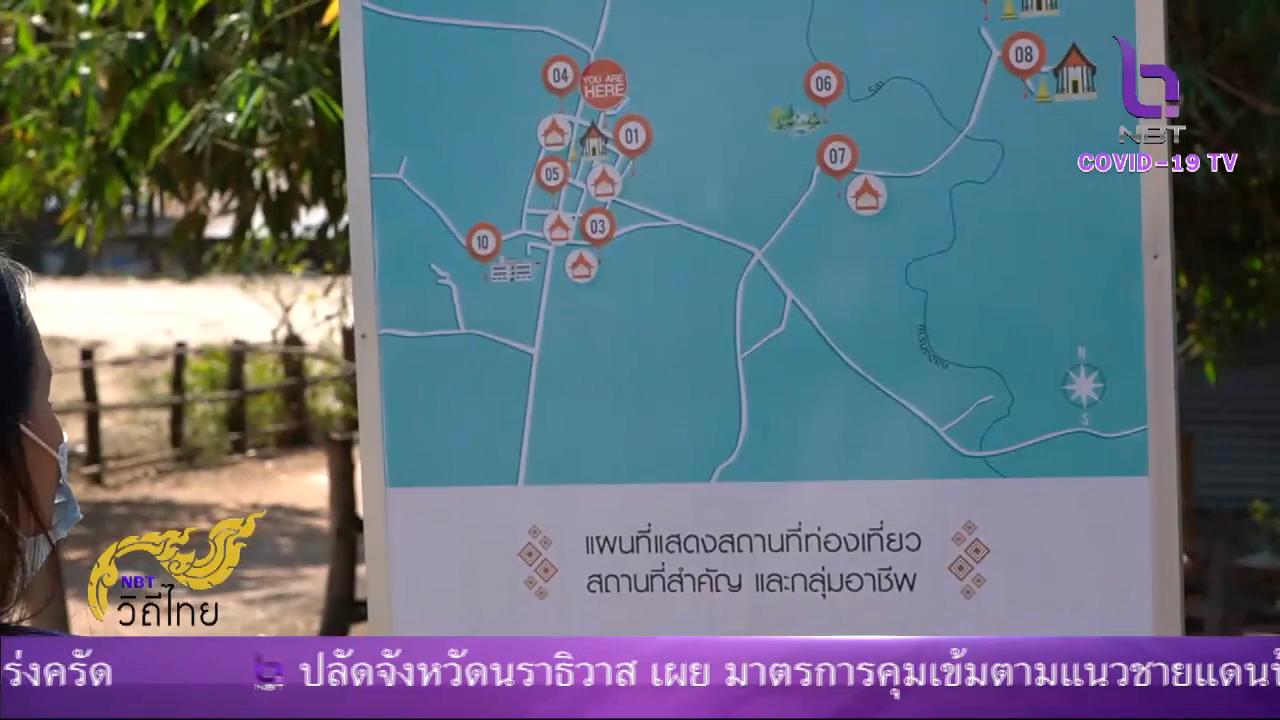 04
YOU ARE
HERE
01
05
03
10
06
07
08
N
S
NBT
COVID-19 TV
แผนที่แสดงสถานที่ท่องเที่ยว
สถานที่สำคัญ และกลุ่มอาชีพ
NBT
วิถีไทย
ร่งครัด
NBT
ปลัดจังหวัดนราธิวาส เผย มาตรการคุมเข้มตามแนวชายแดน